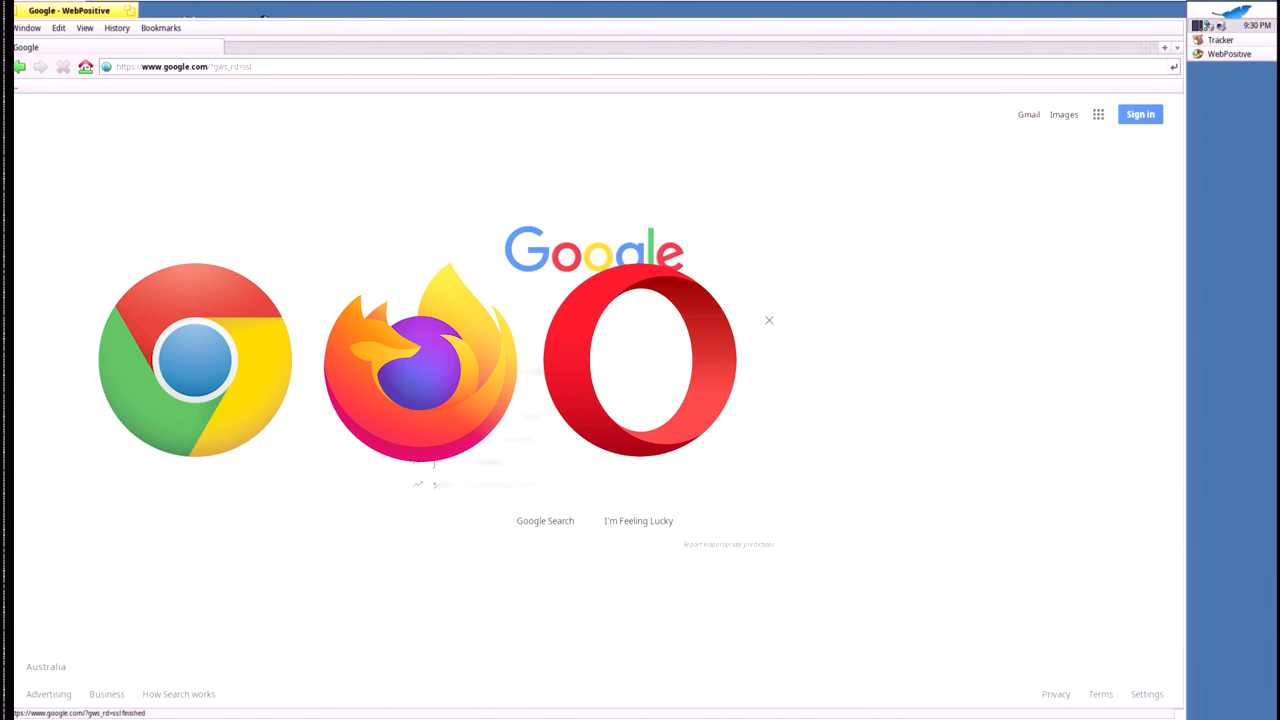 Google - WebPositive
Window Edit View History Bookmarks
Google
https://www.google.com/?gws_rd=ssl
9:30 PM
Tracker
WebPositive
Gmail Images Sign in
Google
Google Search I'm Feeling Lucky
Report inappropriate predictions
Australia
Advertising Business How Search works
Privacy Terms Settings
ttps://www.google.com/?gws_rd=ssl finished